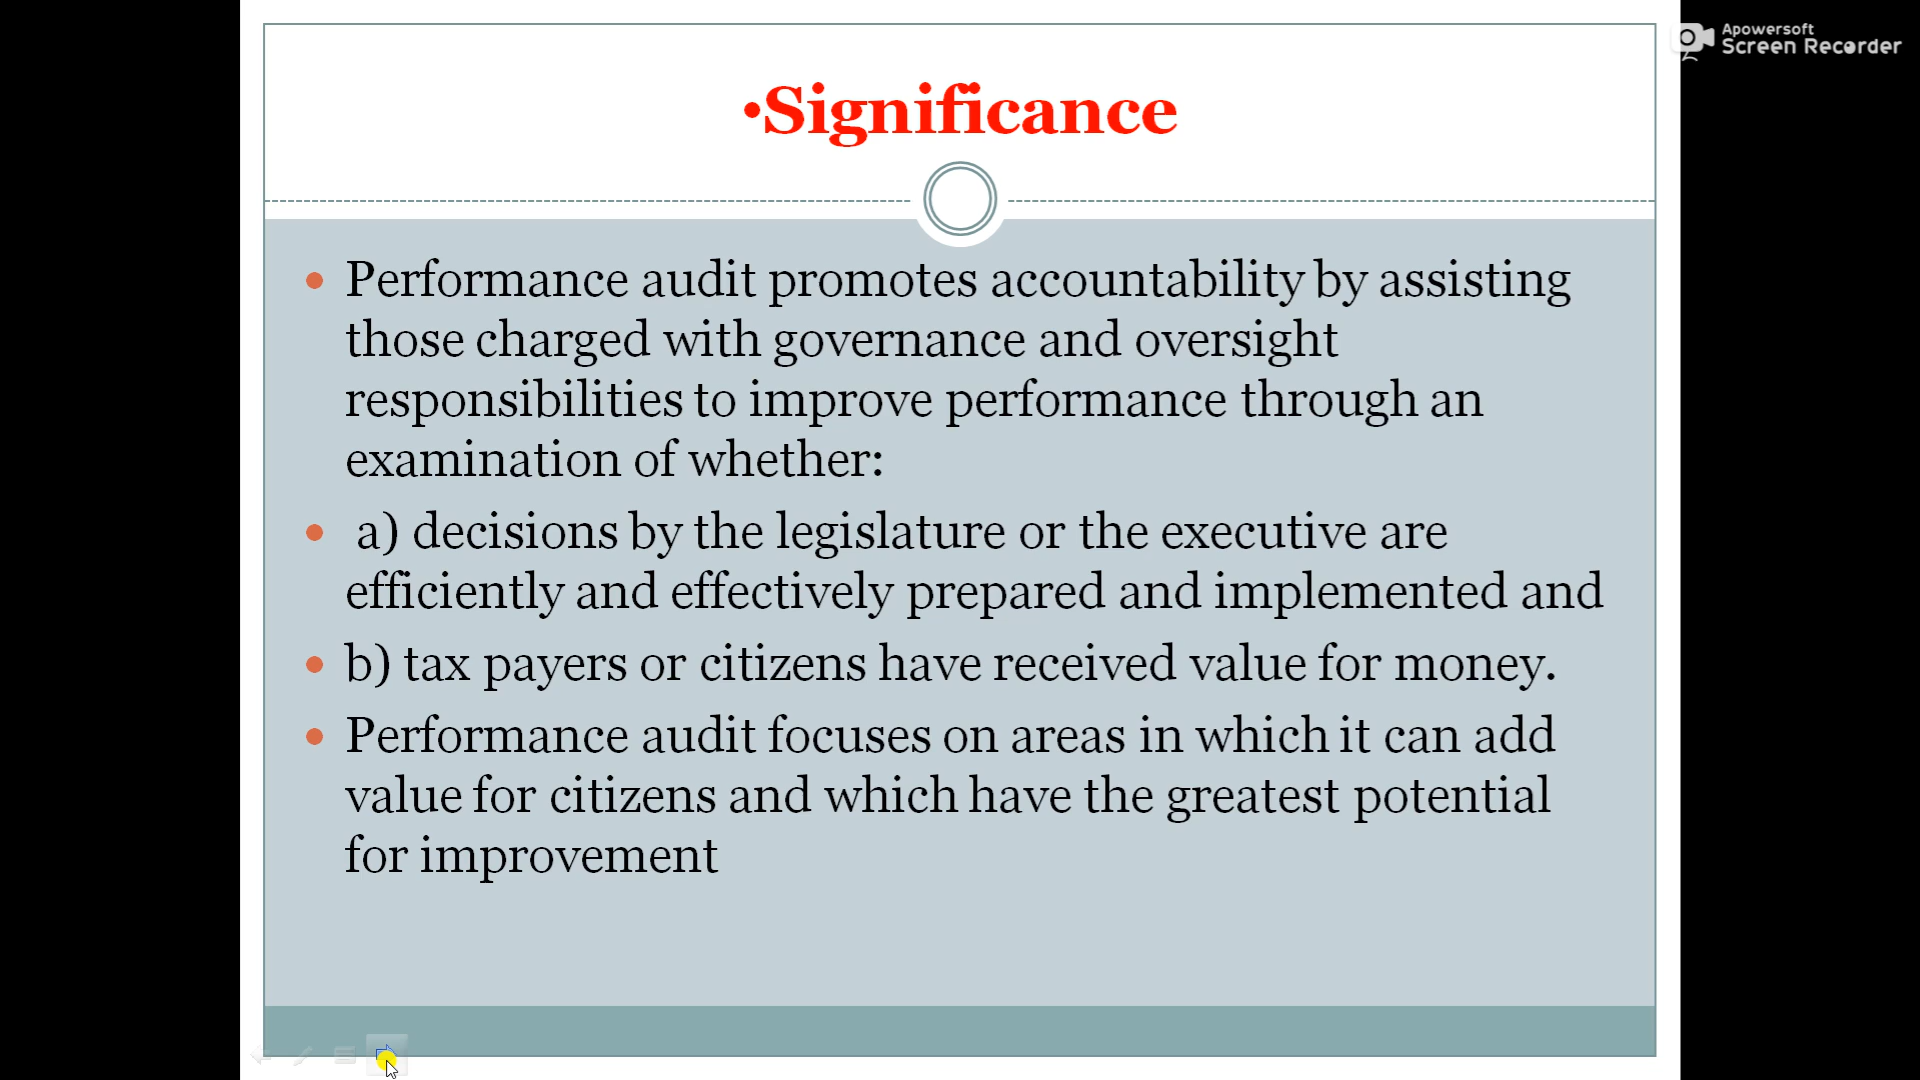 Apowersoft
Screen Recorder
•Significance
• Performance audit promotes accountability by assisting
those charged with governance and oversight
responsibilities to improve performance through an
examination of whether:
• a) decisions by the legislature or the executive are
efficiently and effectively prepared and implemented and
• b) tax payers or citizens have received value for money.
• Performance audit focuses on areas in which it can add
value for citizens and which have the greatest potential
for improvement